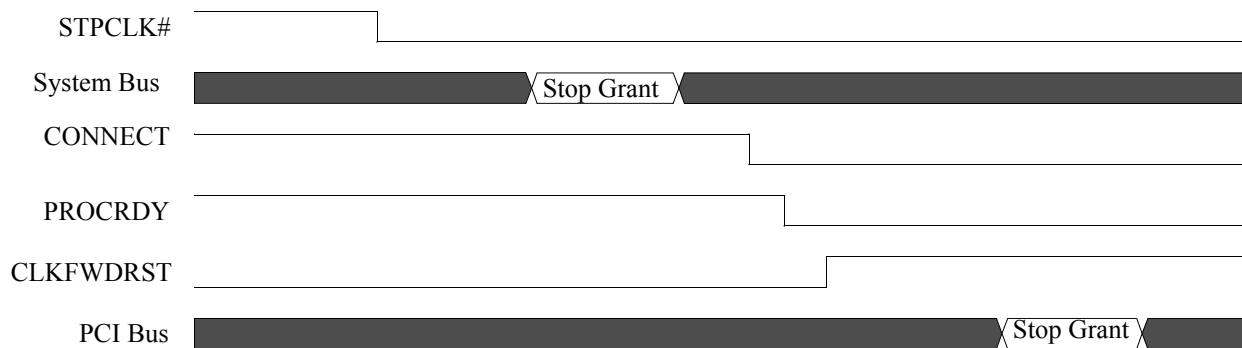 STPCLK#
System Bus
Stop Grant
CONNECT
PROCRDY
CLKFWDRST
PCI Bus
Stop Grant